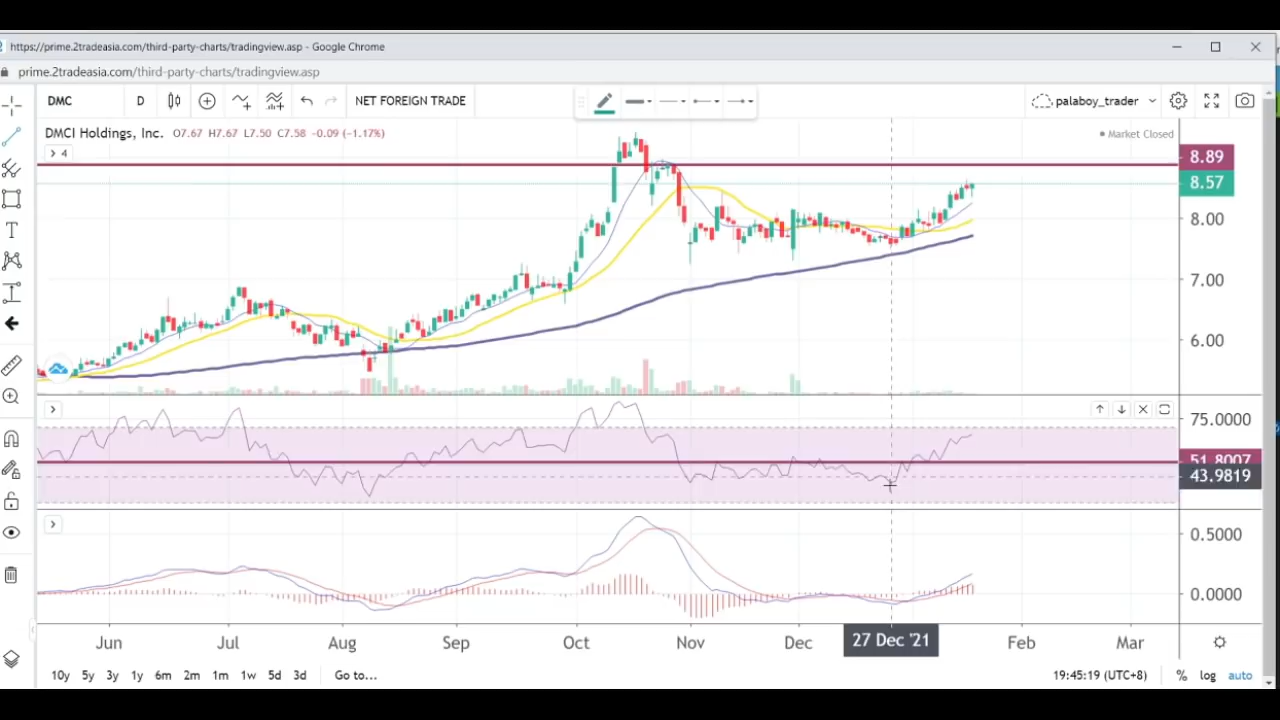 https://prime.2tradeasia.com/third-party-charts/tradingview.asp - Google Chrome
prime.2tradeasia.com/third-party-charts/tradingview.asp
DMC D NET FOREIGN TRADE palaboy_trader
DMCI Holdings, Inc. O7.67 H7.67 L7.50 C7.58 -0.09 (-1.17%) Market Closed
4
8.89
8.57
8.00
7.00
6.00
75.0000
51.8007
43.9819
0.5000
0.0000
Jun Jul Aug Sep Oct Nov Dec 27 Dec '21 Feb Mar
10y 5y 3y 1y 6m 2m 1m 1w 5d 3d Go to... 19:45:19 (UTC+8) % log auto